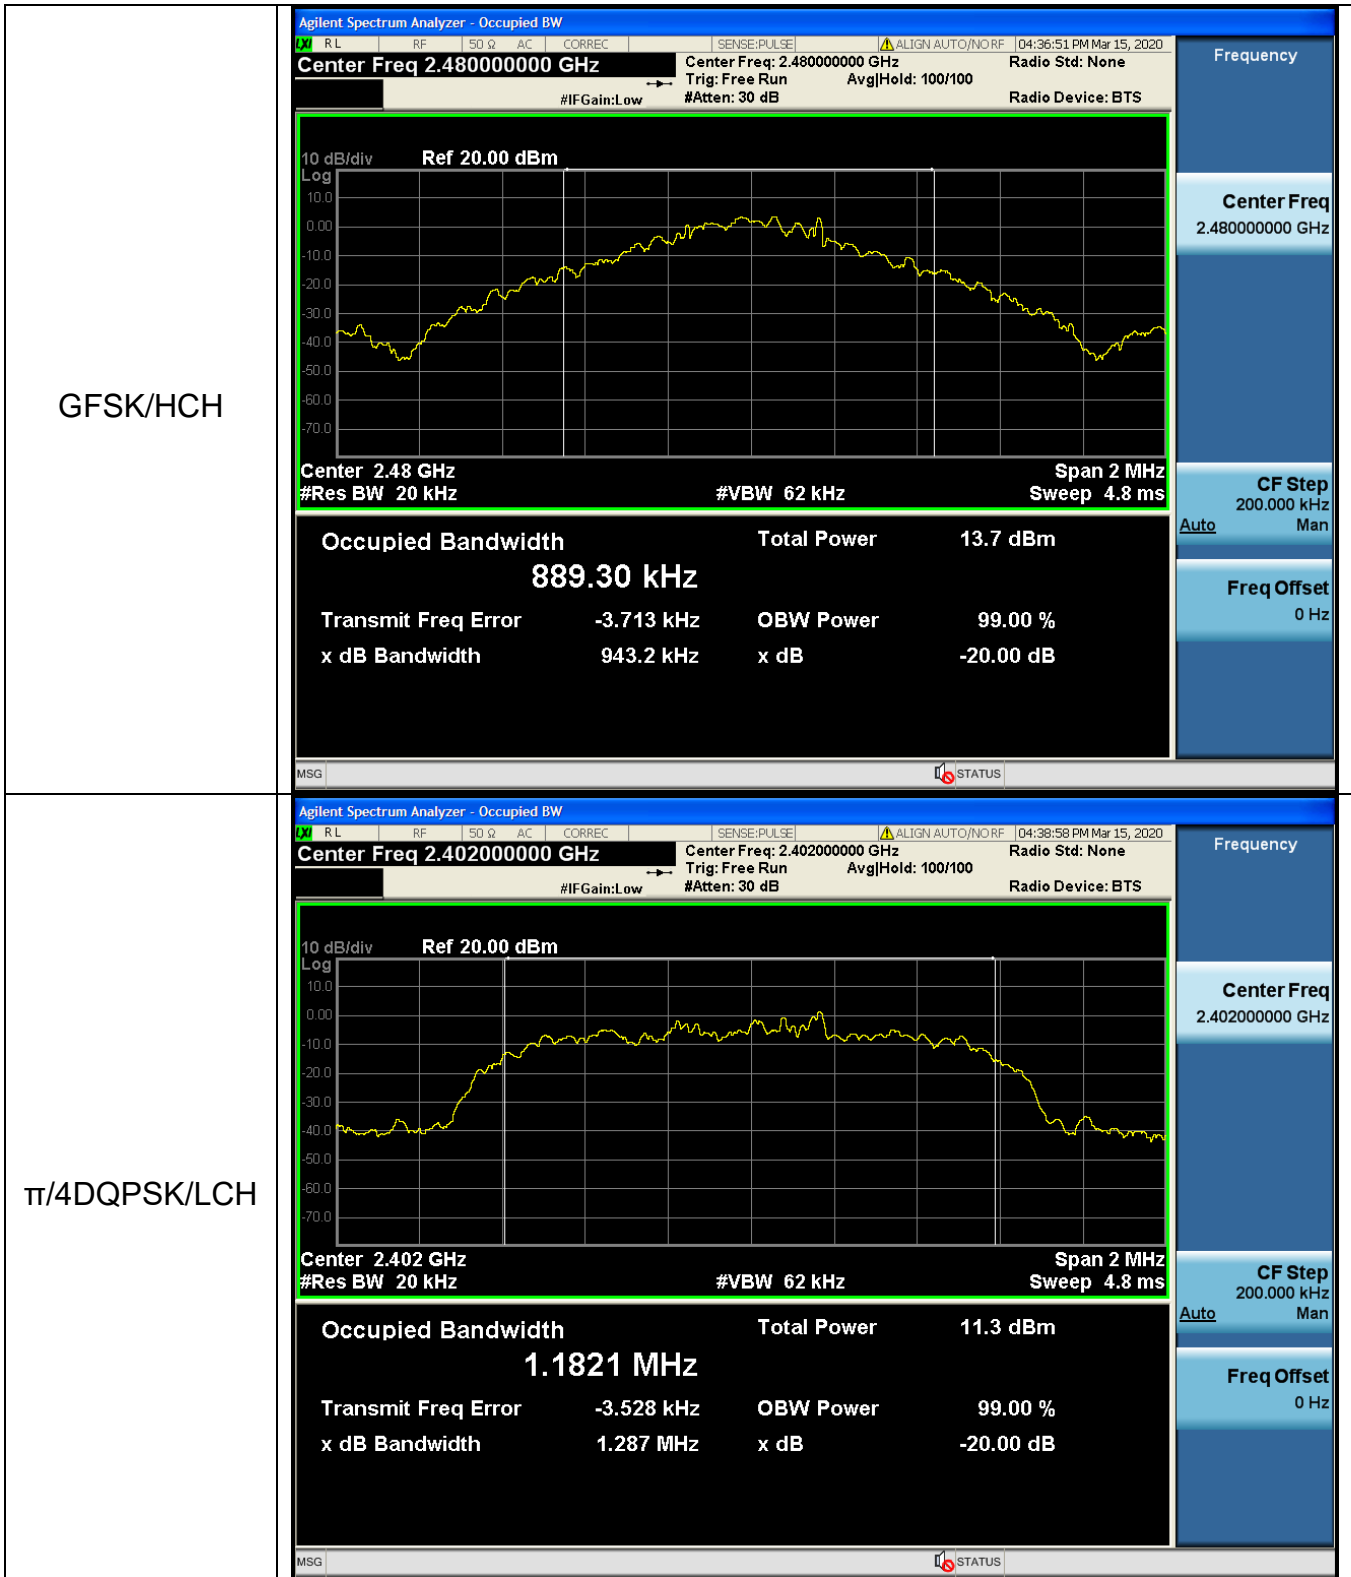 GFSK/HCH
Agilent Spectrum Analyzer - Occupied BW
LXI RL RF 50 Ω AC CORREC SENSE:PULSE ALIGN AUTO/NO RF 04:36:51 PM Mar 15, 2020
Center Freq 2.480000000 GHz
Center Freq: 2.480000000 GHz Radio Std: None
Trig: Free Run Avg|Hold: 100/100
#IFGain:Low #Atten: 30 dB Radio Device: BTS
10 dB/div Ref 20.00 dBm
Log
10.0
0.00
-10.0
-20.0
-30.0
-40.0
-50.0
-60.0
-70.0
Center 2.48 GHz Span 2 MHz
#Res BW 20 kHz #VBW 62 kHz Sweep 4.8 ms
Occupied Bandwidth Total Power 13.7 dBm
889.30 kHz
Transmit Freq Error -3.713 kHz OBW Power 99.00 %
x dB Bandwidth 943.2 kHz x dB -20.00 dB
MSG STATUS
Frequency
Center Freq
2.480000000 GHz
CF Step
200.000 kHz
Auto Man
Freq Offset
0 Hz
π/4DQPSK/LCH
Agilent Spectrum Analyzer - Occupied BW
LXI RL RF 50 Ω AC CORREC SENSE:PULSE ALIGN AUTO/NO RF 04:38:58 PM Mar 15, 2020
Center Freq 2.402000000 GHz
Center Freq: 2.402000000 GHz Radio Std: None
Trig: Free Run Avg|Hold: 100/100
#IFGain:Low #Atten: 30 dB Radio Device: BTS
10 dB/div Ref 20.00 dBm
Log
10.0
0.00
-10.0
-20.0
-30.0
-40.0
-50.0
-60.0
-70.0
Center 2.402 GHz Span 2 MHz
#Res BW 20 kHz #VBW 62 kHz Sweep 4.8 ms
Occupied Bandwidth Total Power 11.3 dBm
1.1821 MHz
Transmit Freq Error -3.528 kHz OBW Power 99.00 %
x dB Bandwidth 1.287 MHz x dB -20.00 dB
MSG STATUS
Frequency
Center Freq
2.402000000 GHz
CF Step
200.000 kHz
Auto Man
Freq Offset
0 Hz